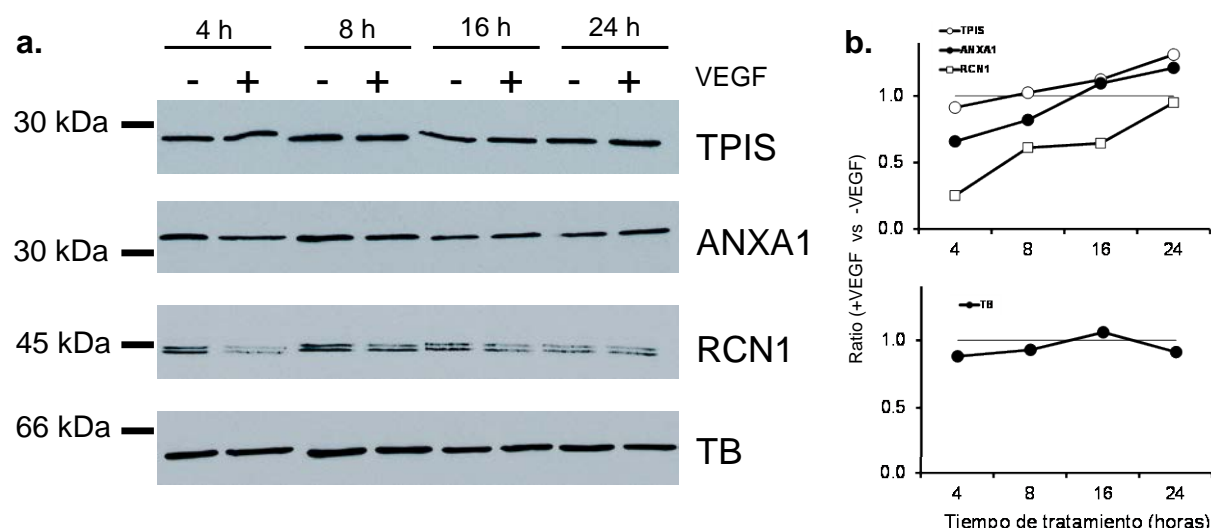 a.
4 h 8 h 16 h 24 h
- + - + - + - + VEGF
30 kDa TPIS
30 kDa ANXA1
45 kDa RCN1
66 kDa TB
b.
TPIS
ANXA1
RCN1
1.0
0.5
0.0
4 8 16 24
TB
1.0
0.5
0.0
4 8 16 24
Ratio (+VEGF vs -VEGF)
Tiempo de tratamiento (horas)